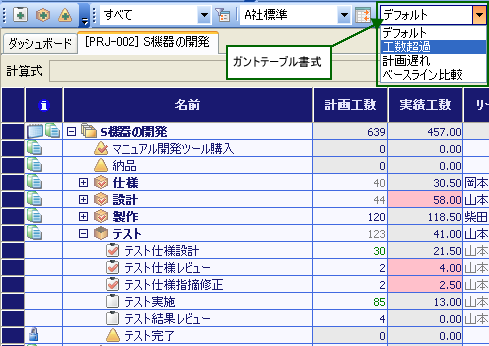 すべて A社標準 デフォルト
デフォルト
工数超過
計画遅れ
ベースライン比較
ガントテーブル書式
ダッシュボード [PRJ-002] S機器の開発
計算式
名前 計画工数 実績工数 リー
S機器の開発 639 457.00
マニュアル開発ツール購入 0 0.00
納品 0 0.00
仕様 40 30.50 岡本
設計 44 58.00 山本
製作 120 118.50 柴田
テスト 123 41.00 山本
テスト仕様設計 30 21.50 山本
テスト仕様レビュー 2 4.00 山本
テスト仕様指摘修正 2 2.50 山本
テスト実施 85 13.00 山本
テスト結果レビュー 4 0.00 山本
テスト完了 0 0.00